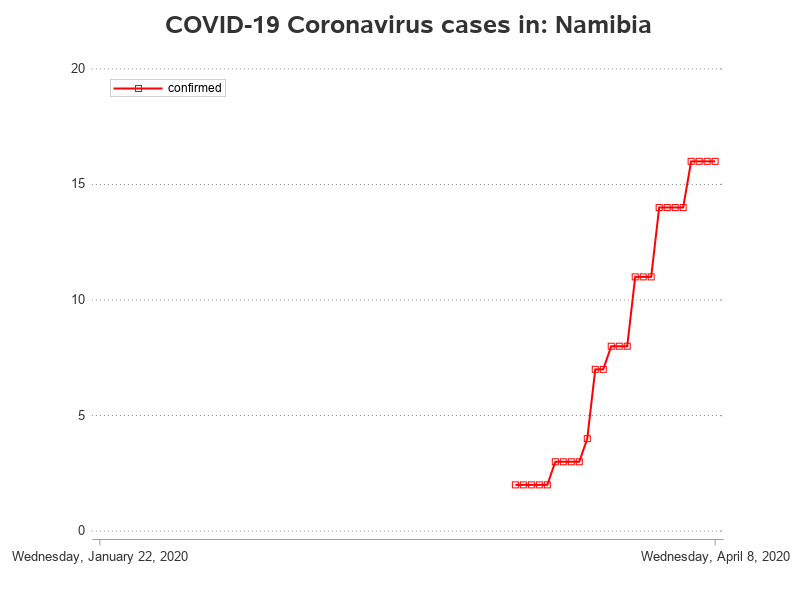 COVID-19 Coronavirus cases in: Namibia
20
confirmed
15
10
5
0
Wednesday, January 22, 2020
Wednesday, April 8, 2020